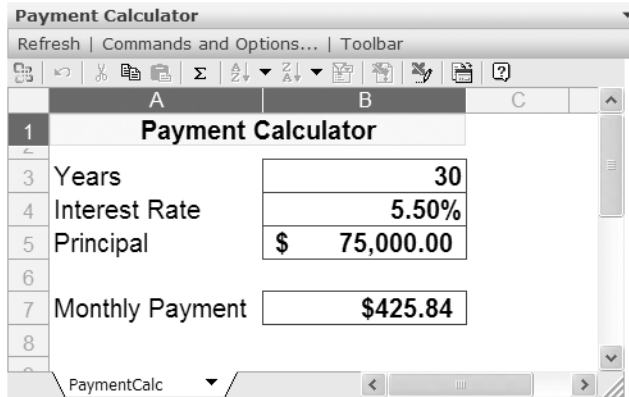 Payment Calculator
Refresh | Commands and Options... | Toolbar
A B C
1 Payment Calculator
2
3 Years 30
4 Interest Rate 5.50%
5 Principal $ 75,000.00
6
7 Monthly Payment $425.84
8
PaymentCalc